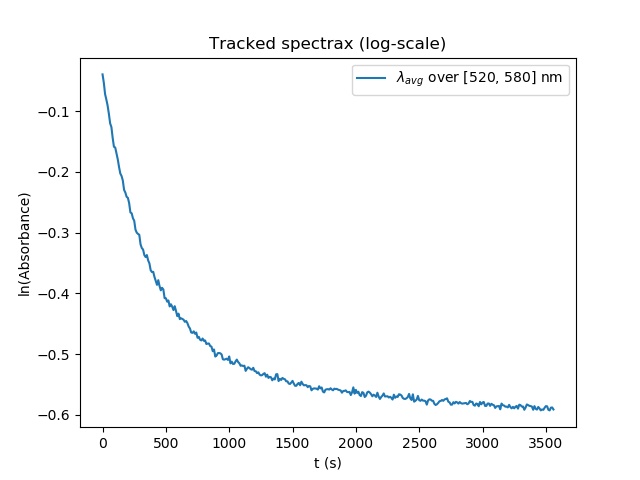 Tracked spectrax (log-scale)
λavg over [520, 580] nm
ln(Absorbance)
−0.1
−0.2
−0.3
−0.4
−0.5
−0.6
0 500 1000 1500 2000 2500 3000 3500
t (s)